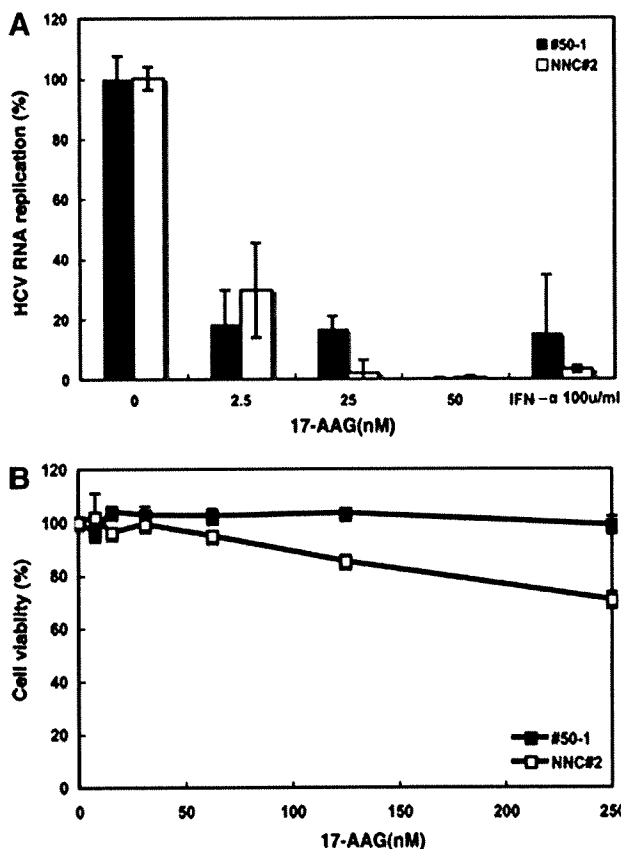 A
HCV RNA replication (%)
120
100
80
60
40
20
0
#50-1
NNC#2
0 2.5 25 50 IFN-α 100u/ml
17-AAG(nM)
B
Cell viablity (%)
120
100
80
60
40
20
0
#50-1
NNC#2
0 50 100 150 200 250
17-AAG(nM)